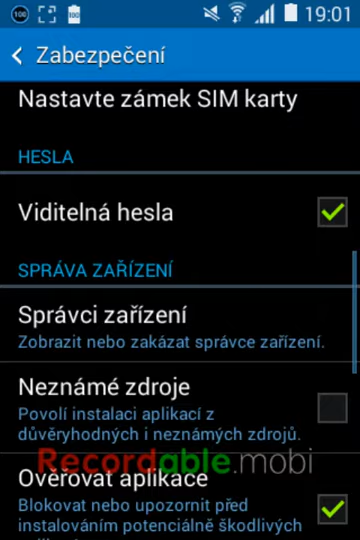 100 100 19:01
Zabezpečení
Nastavte zámek SIM karty
HESLA
Viditelná hesla
SPRÁVA ZAŘÍZENÍ
Správci zařízení
Zobrazit nebo zakázat správce zařízení.
Neznámé zdroje
Povolí instalaci aplikací z
důvěryhodných i neznámých zdrojů.
Recordable.mobi
Ověřovat aplikace
Blokovat nebo upozornit před
instalováním potenciálně škodlivých